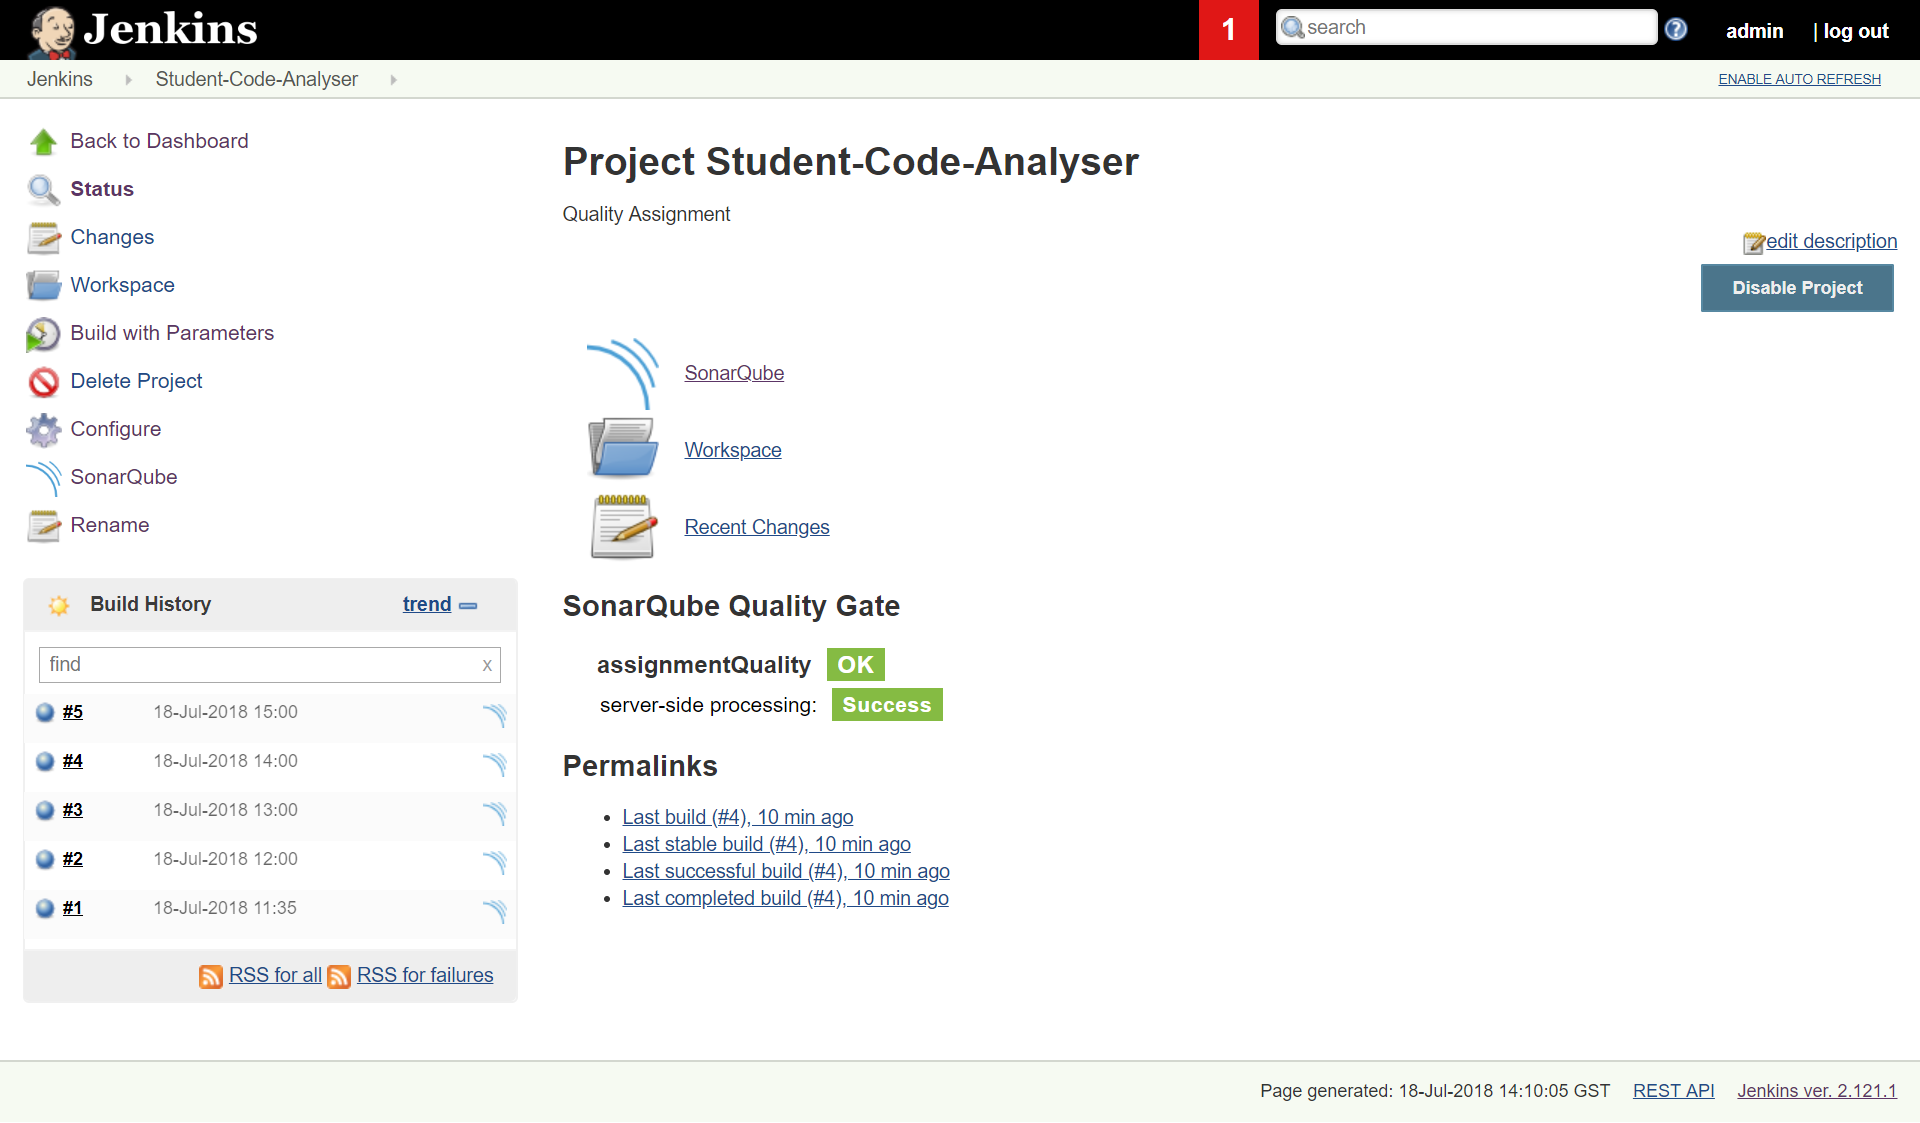 Jenkins
1
search
admin
| log out
Jenkins
Student-Code-Analyser
ENABLE AUTO REFRESH
Back to Dashboard
Status
Changes
Workspace
Build with Parameters
Delete Project
Configure
SonarQube
Rename
Build History
trend
find
x
#5 18-Jul-2018 15:00
#4 18-Jul-2018 14:00
#3 18-Jul-2018 13:00
#2 18-Jul-2018 12:00
#1 18-Jul-2018 11:35
RSS for all
RSS for failures
Project Student-Code-Analyser
Quality Assignment
edit description
Disable Project
SonarQube
Workspace
Recent Changes
SonarQube Quality Gate
assignmentQuality OK
server-side processing: Success
Permalinks
Last build (#4), 10 min ago
Last stable build (#4), 10 min ago
Last successful build (#4), 10 min ago
Last completed build (#4), 10 min ago
Page generated: 18-Jul-2018 14:10:05 GST
REST API
Jenkins ver. 2.121.1